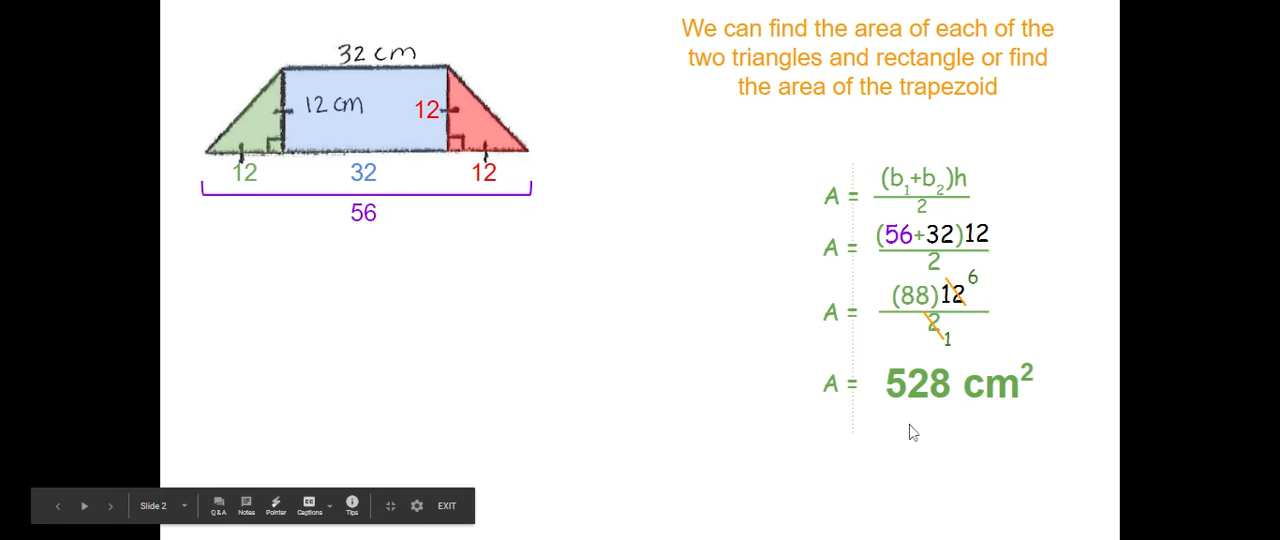 We can find the area of each of the
two triangles and rectangle or find
the area of the trapezoid
32 cm
12 cm
12
12
32
12
56
A = (b1+b2)h
2
A = (56+32)12
2
A = (88)12 6
2 1
A = 528 cm²
Slide 2
Q&A
Notes
Pointer
Captions
Tips
EXIT